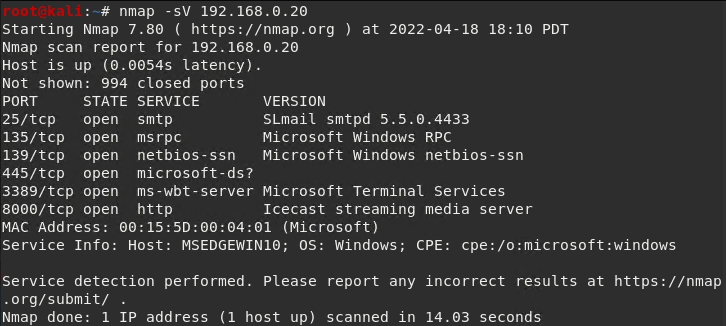 root@kali:~# nmap -sV 192.168.0.20
Starting Nmap 7.80 ( https://nmap.org ) at 2022-04-18 18:10 PDT
Nmap scan report for 192.168.0.20
Host is up (0.0054s latency).
Not shown: 994 closed ports
PORT     STATE SERVICE       VERSION
25/tcp   open  smtp          SLmail smtpd 5.5.0.4433
135/tcp  open  msrpc         Microsoft Windows RPC
139/tcp  open  netbios-ssn   Microsoft Windows netbios-ssn
445/tcp  open  microsoft-ds?
3389/tcp open  ms-wbt-server Microsoft Terminal Services
8000/tcp open  http          Icecast streaming media server
MAC Address: 00:15:5D:00:04:01 (Microsoft)
Service Info: Host: MSEDGEWIN10; OS: Windows; CPE: cpe:/o:microsoft:windows

Service detection performed. Please report any incorrect results at https://nmap
.org/submit/ .
Nmap done: 1 IP address (1 host up) scanned in 14.03 seconds